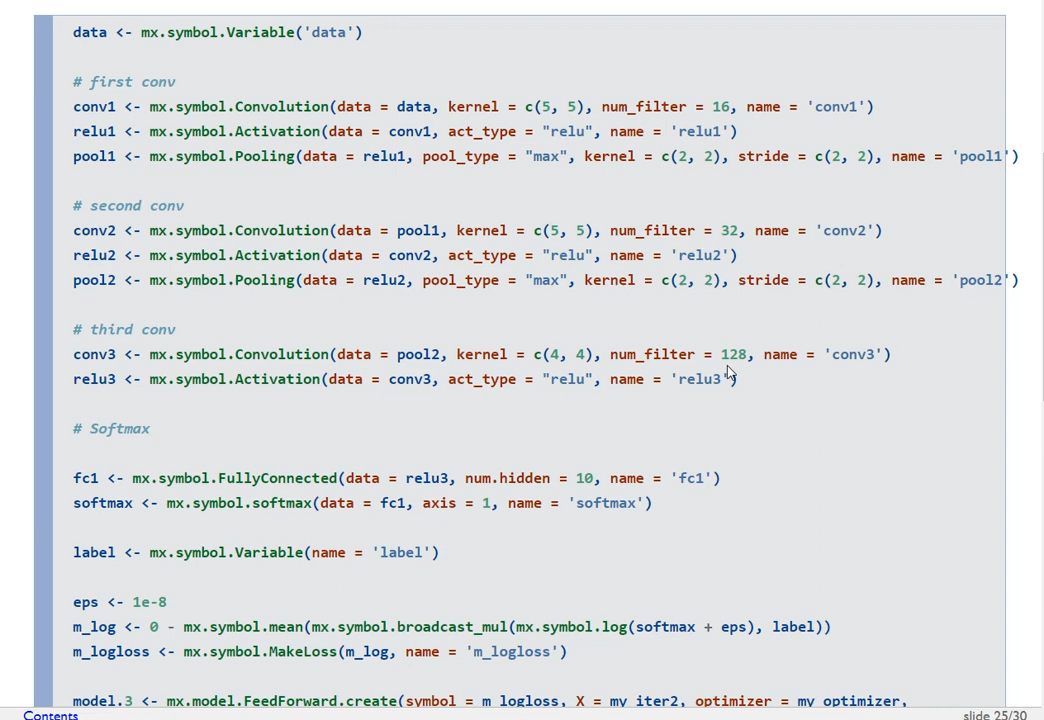 data <- mx.symbol.Variable('data')
# first conv
conv1 <- mx.symbol.Convolution(data = data, kernel = c(5, 5), num_filter = 16, name = 'conv1')
relu1 <- mx.symbol.Activation(data = conv1, act_type = "relu", name = 'relu1')
pool1 <- mx.symbol.Pooling(data = relu1, pool_type = "max", kernel = c(2, 2), stride = c(2, 2), name = 'pool1')
# second conv
conv2 <- mx.symbol.Convolution(data = pool1, kernel = c(5, 5), num_filter = 32, name = 'conv2')
relu2 <- mx.symbol.Activation(data = conv2, act_type = "relu", name = 'relu2')
pool2 <- mx.symbol.Pooling(data = relu2, pool_type = "max", kernel = c(2, 2), stride = c(2, 2), name = 'pool2')
# third conv
conv3 <- mx.symbol.Convolution(data = pool2, kernel = c(4, 4), num_filter = 128, name = 'conv3')
relu3 <- mx.symbol.Activation(data = conv3, act_type = "relu", name = 'relu3')
# Softmax
fc1 <- mx.symbol.FullyConnected(data = relu3, num.hidden = 10, name = 'fc1')
softmax <- mx.symbol.softmax(data = fc1, axis = 1, name = 'softmax')
label <- mx.symbol.Variable(name = 'label')
eps <- 1e-8
m_log <- 0 - mx.symbol.mean(mx.symbol.broadcast_mul(mx.symbol.log(softmax + eps), label))
m_logloss <- mx.symbol.MakeLoss(m_log, name = 'm_logloss')
model.3 <- mx.model.FeedForward.create(symbol = m_logloss, X = my_iter2, optimizer = my_optimizer,
Contents
slide 25/30